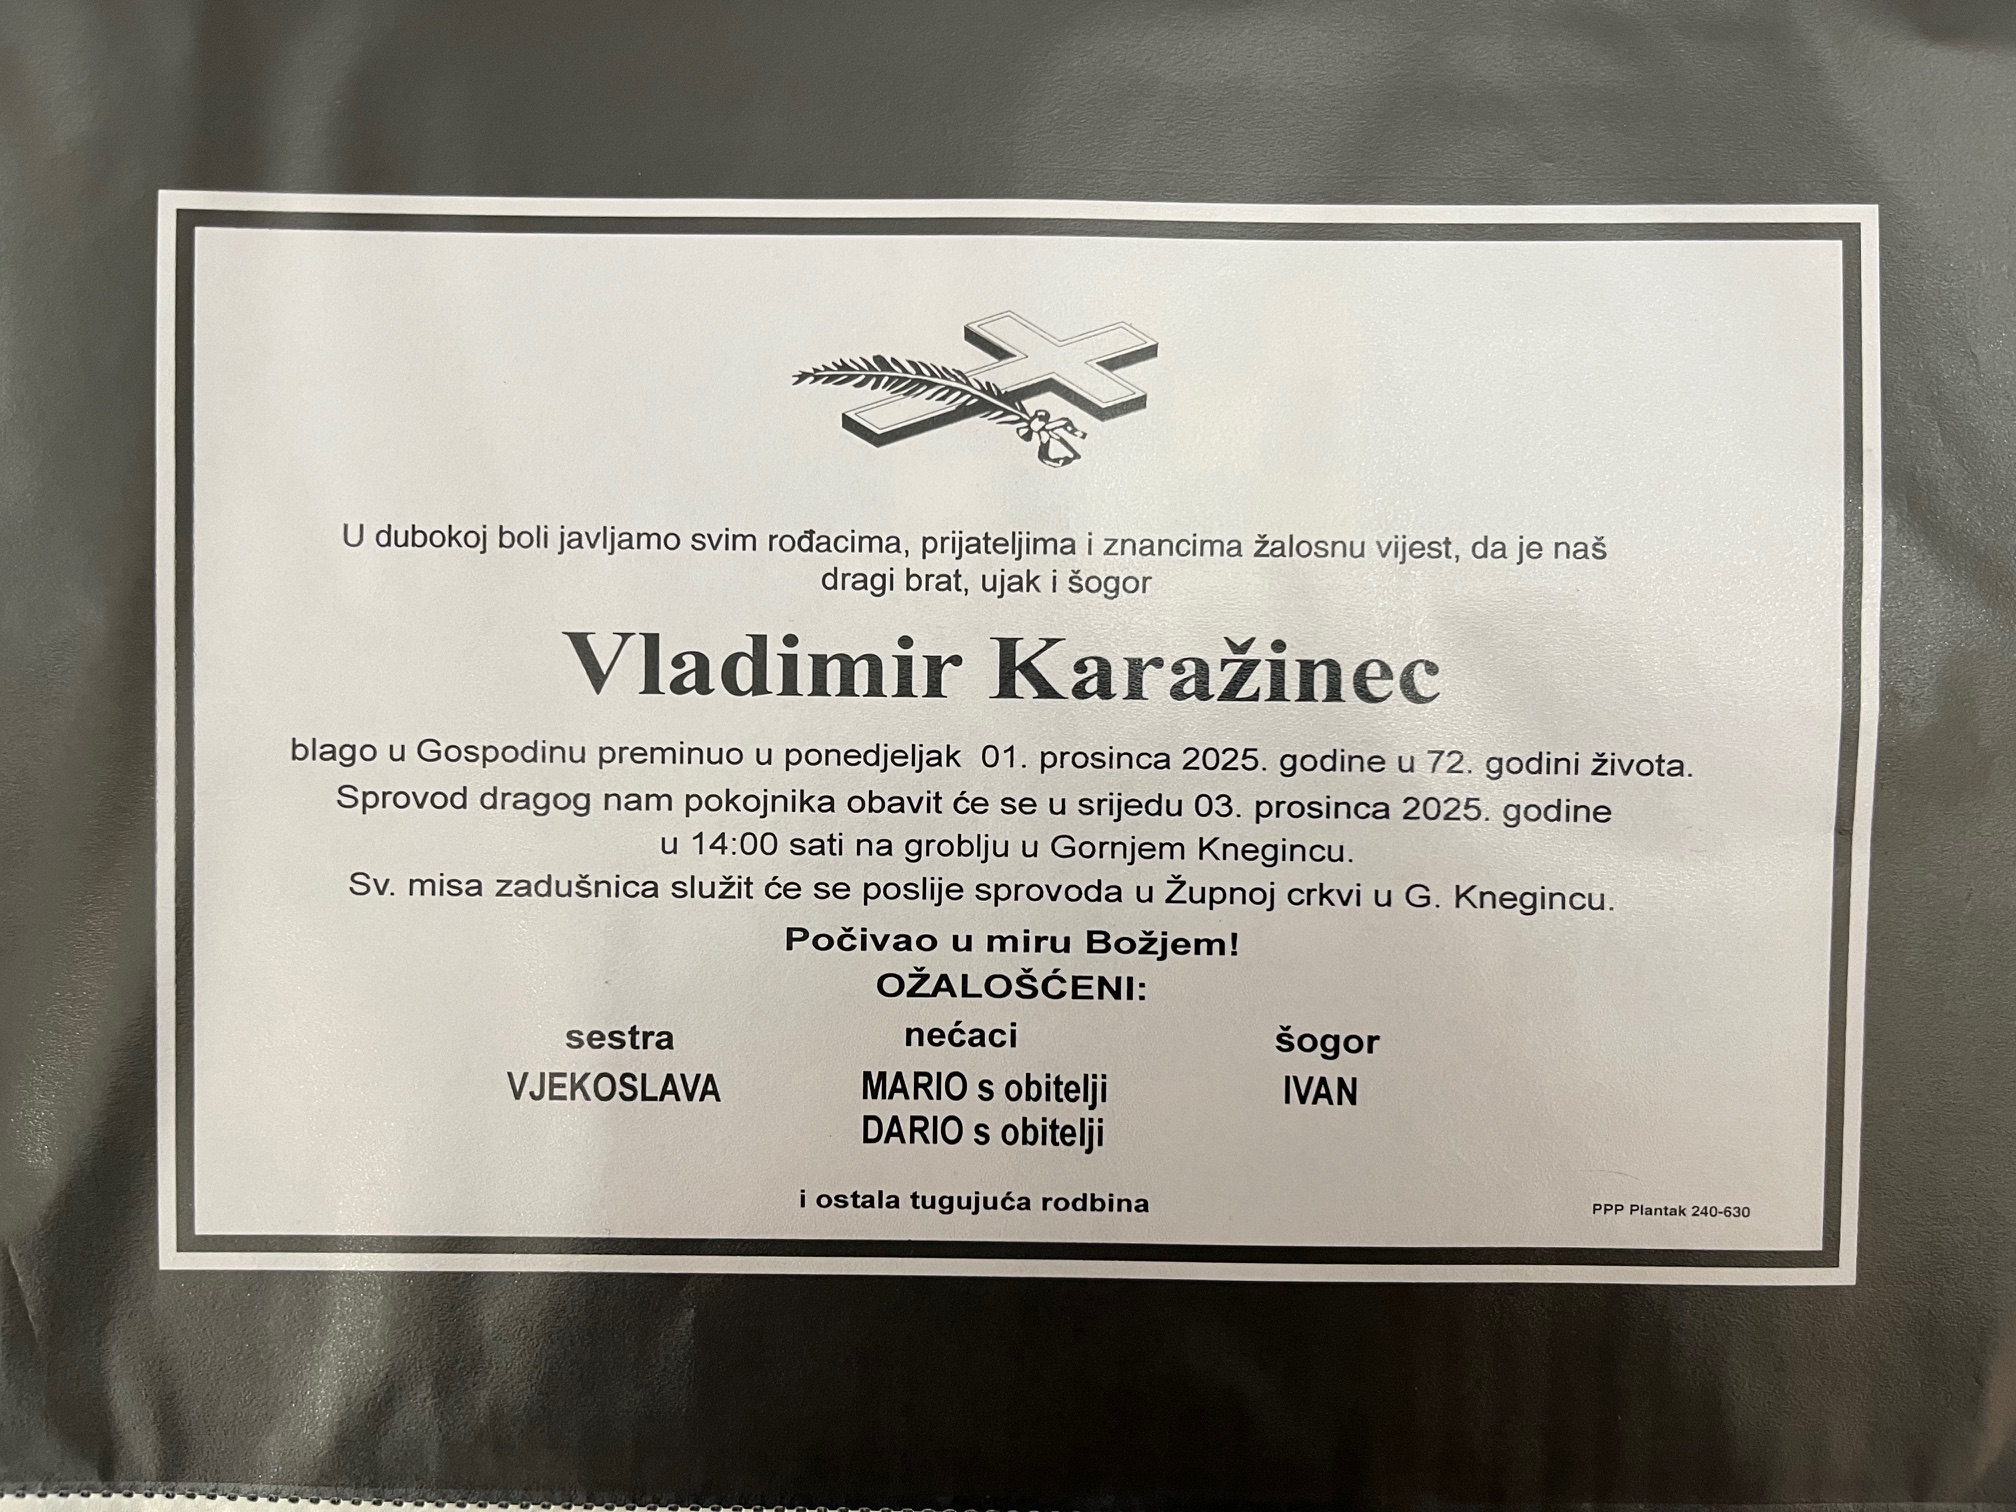 U dubokoj boli javljamo svim rođacima, prijateljima i znancima žalosnu vijest, da je naš
dragi brat, ujak i šogor
Vladimir Karažinec
blago u Gospodinu preminuo u ponedjeljak 01. prosinca 2025. godine u 72. godini života.
Sprovod dragog nam pokojnika obavit će se u srijedu 03. prosinca 2025. godine
u 14:00 sati na groblju u Gornjem Knegincu.
Sv. misa zadušnica služit će se poslije sprovoda u Župnoj crkvi u G. Knegincu.
Počivao u miru Božjem!
OŽALOŠĆENI:
sestra nećaci šogor
VJEKOSLAVA MARIO s obitelji IVAN
DARIO s obitelji
i ostala tugujuća rodbina
PPP Plantak 240-630